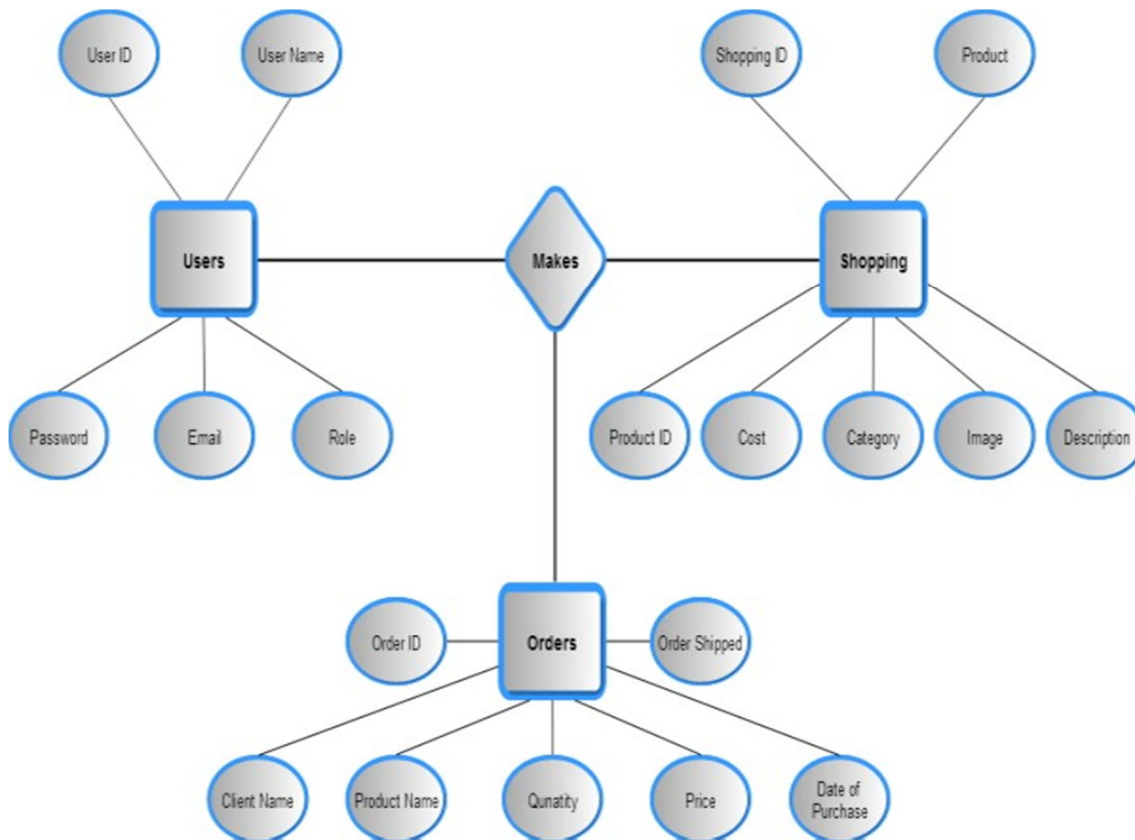 User ID
User Name
Shopping ID
Product
Users
Makes
Shopping
Password
Email
Role
Product ID
Cost
Category
Image
Description
Order ID
Orders
Order Shipped
Client Name
Product Name
Qunatity
Price
Date of
Purchase